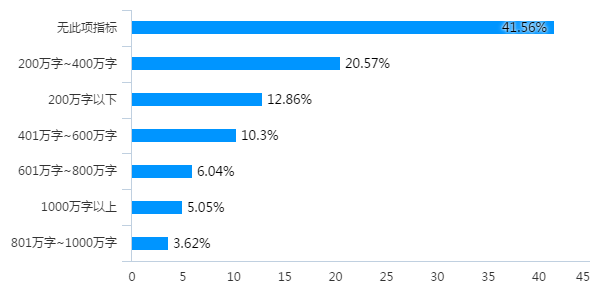 无此项指标 41.56%
200万字~400万字 20.57%
200万字以下 12.86%
401万字~600万字 10.3%
601万字~800万字 6.04%
1000万字以上 5.05%
801万字~1000万字 3.62%
0 5 10 15 20 25 30 35 40 45